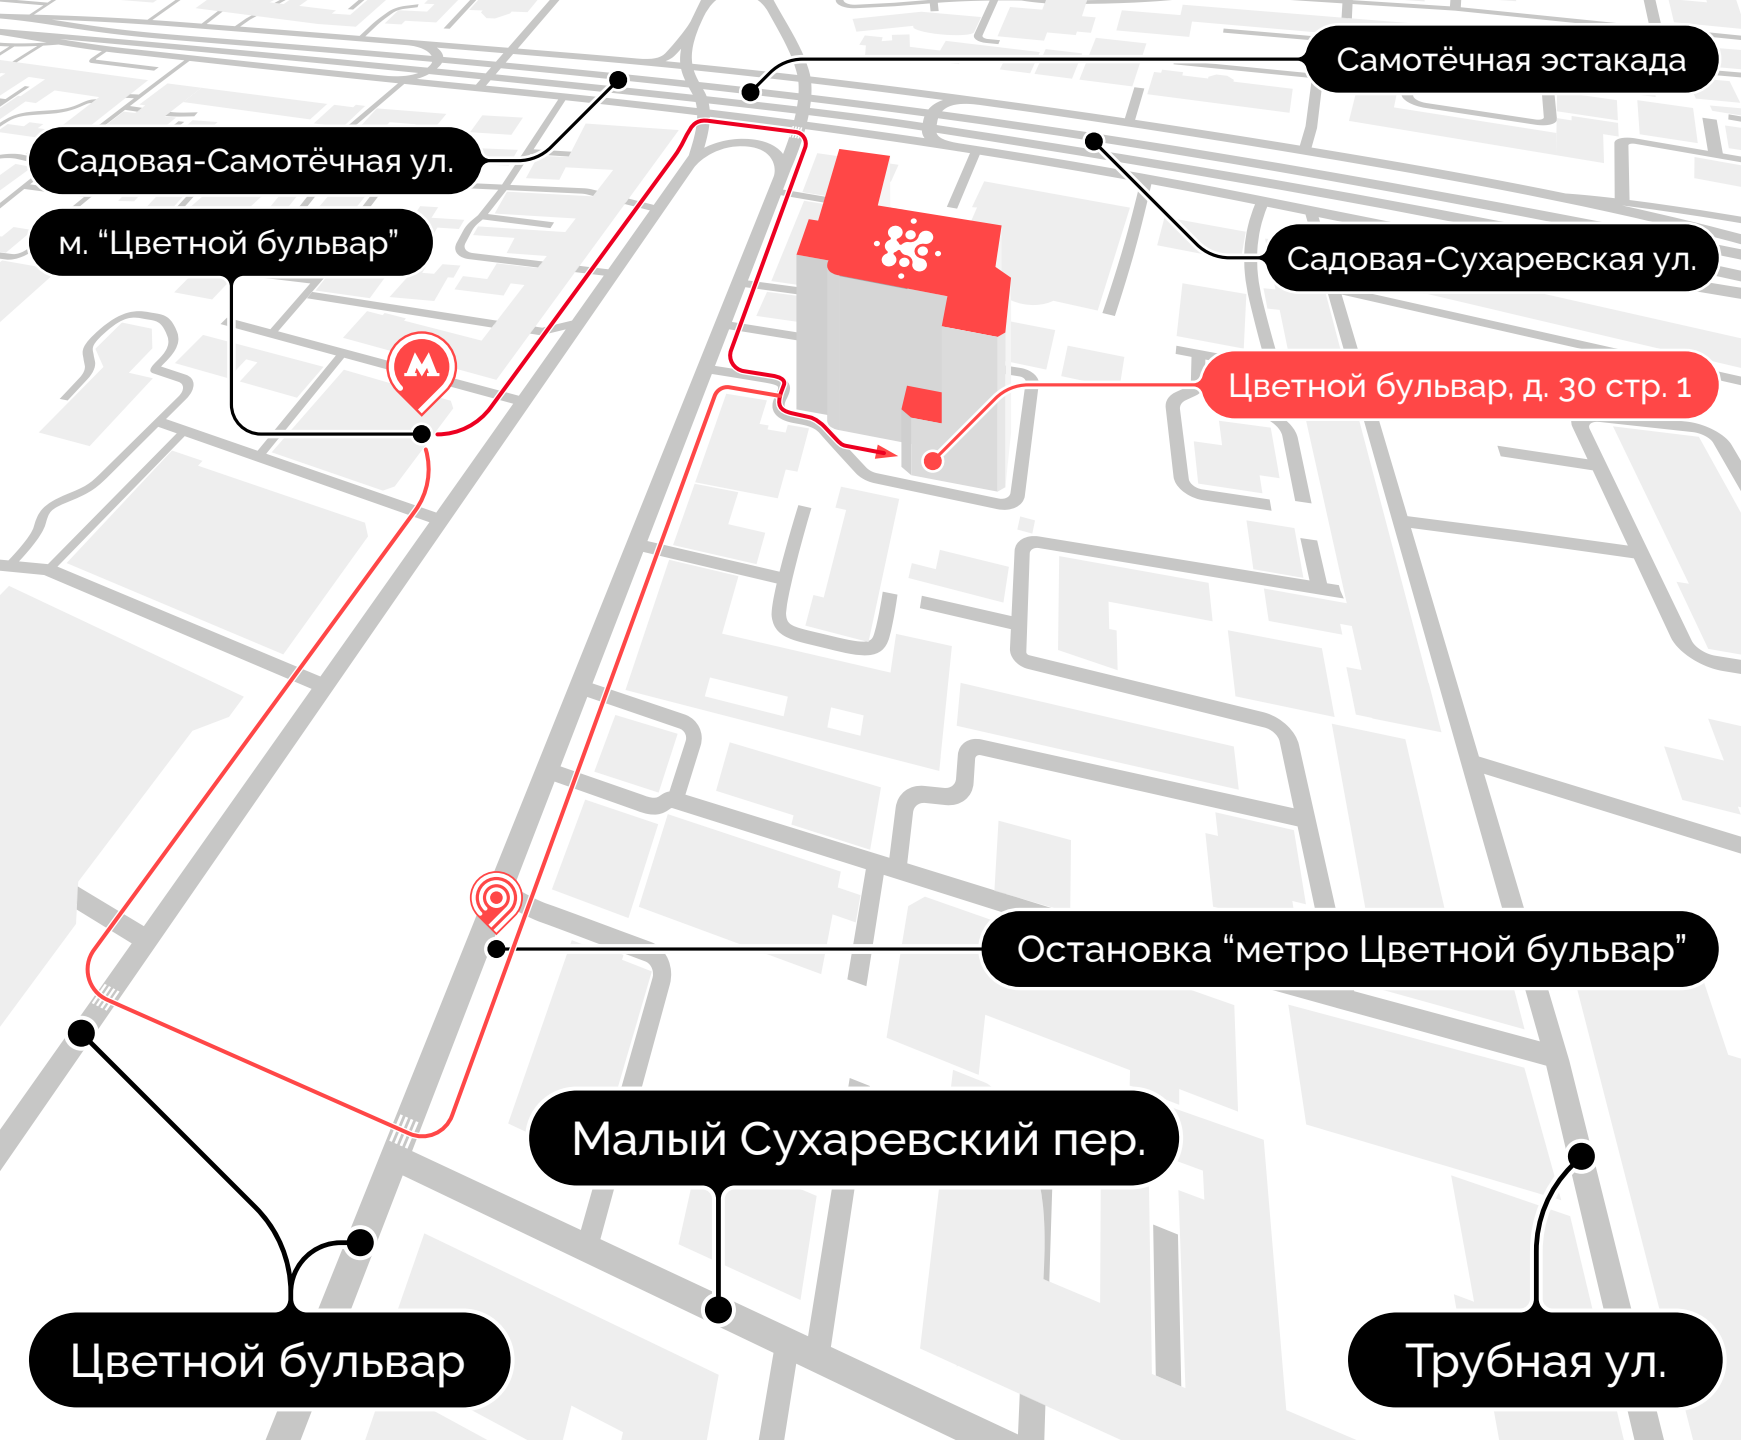 Самотёчная эстакада
Садовая-Самотёчная ул.
м. “Цветной бульвар”
Садовая-Сухаревская ул.
М
Цветной бульвар, д. 30 стр. 1
Остановка “метро Цветной бульвар”
Малый Сухаревский пер.
Цветной бульвар
Трубная ул.